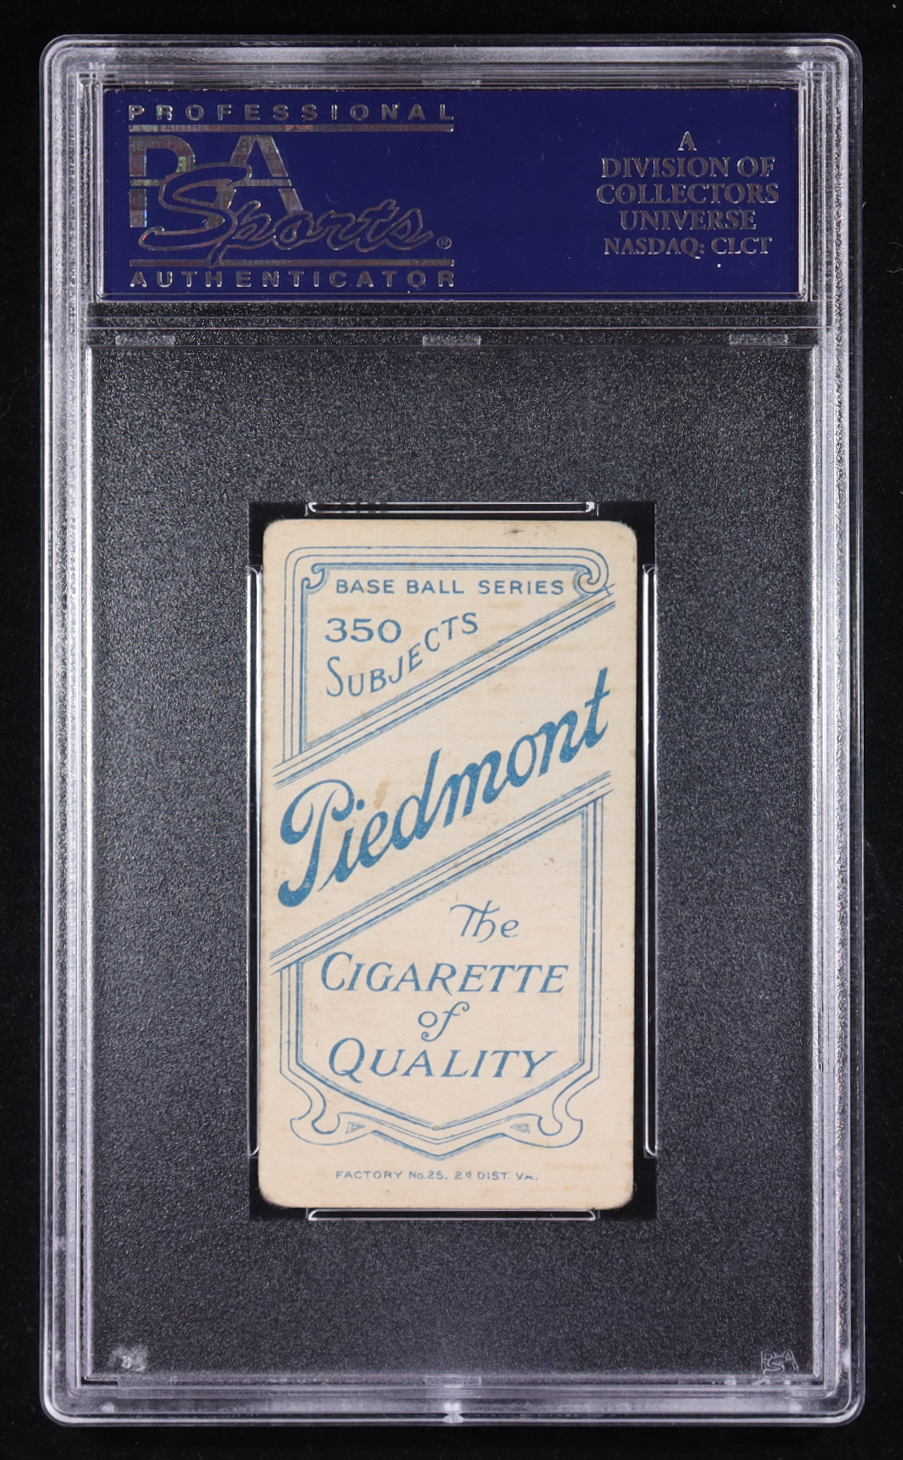 PROFESSIONAL
PSA
Sports®
AUTHENTICATOR
A
DIVISION OF
COLLECTORS
UNIVERSE
NASDAQ: CLCT
BASE BALL SERIES
350
SUBJECTS
Piedmont
The
CIGARETTE
of
QUALITY
FACTORY No. 25, 2d DIST. VA.
PSA